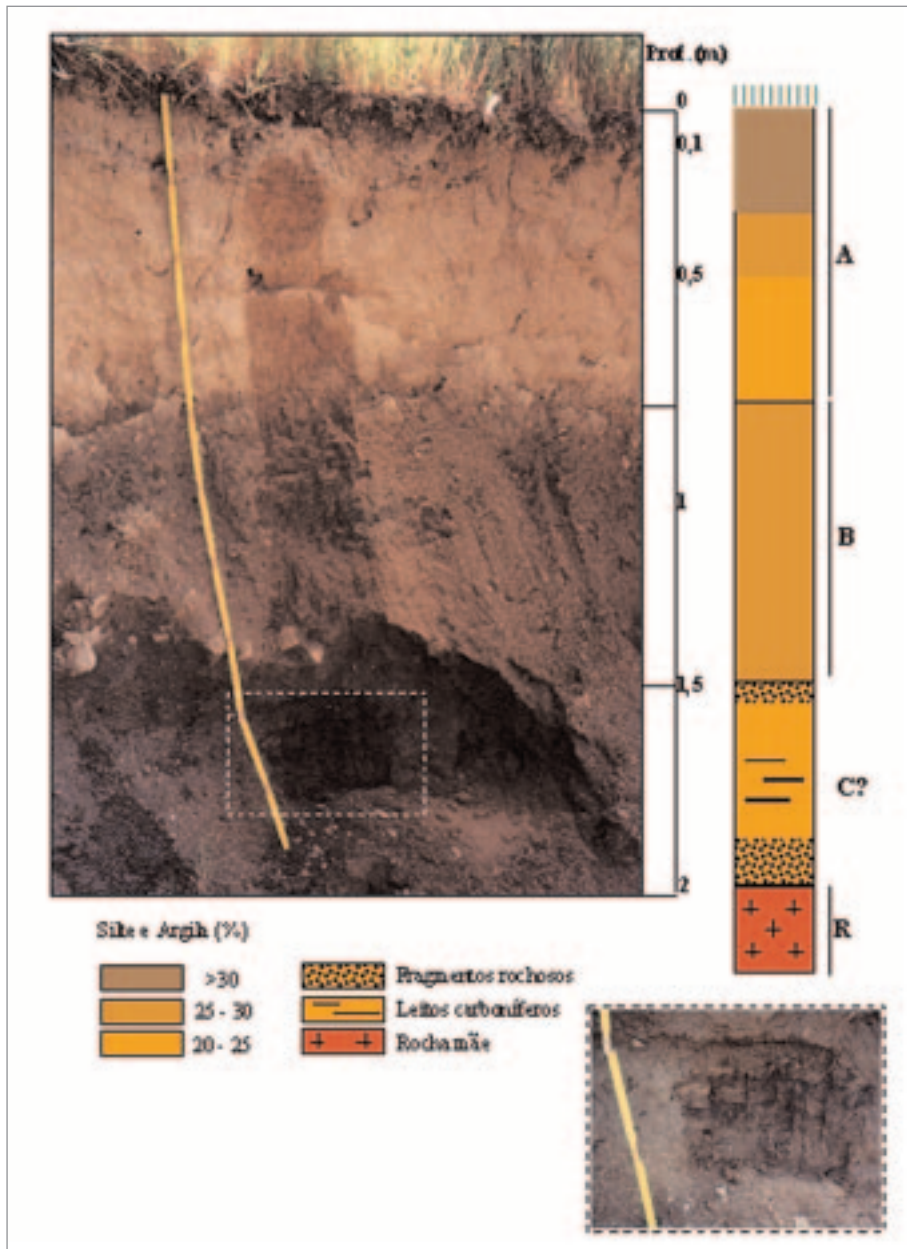 Prof. (m)
0
0,1
A
0,5
1
B
1,5
C?
2
R
Silte e Argila (%)
>30
25 - 30
20 - 25
Fragmentos rochosos
Leitos carboníferos
Rocha mãe